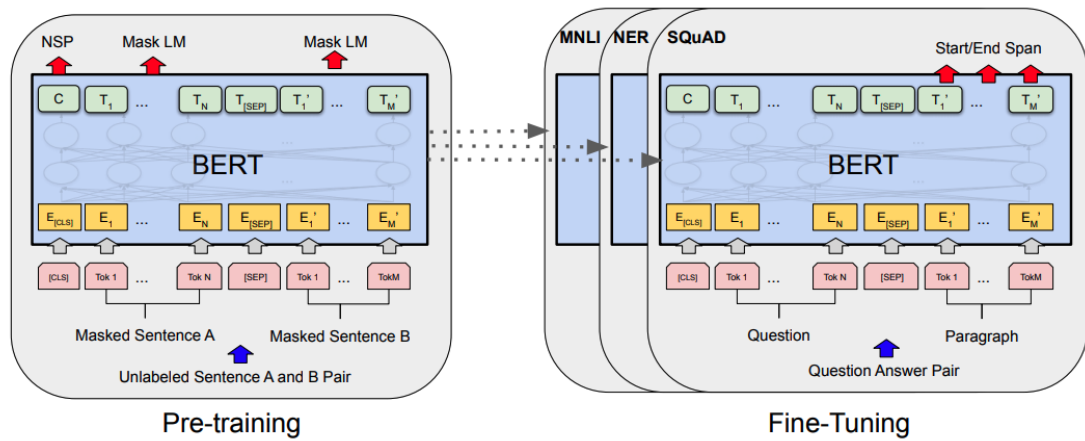 NSP Mask LM Mask LM
C T1 ... TN T[SEP] T1' ... TM'
BERT
E[CLS] E1 ... EN E[SEP] E1' ... EM'
[CLS] Tok 1 ... Tok N [SEP] Tok 1 ... TokM
Masked Sentence A Masked Sentence B
Unlabeled Sentence A and B Pair
Pre-training
MNLI NER SQuAD
Start/End Span
C T1 ... TN T[SEP] T1' ... TM'
BERT
E[CLS] E1 ... EN E[SEP] E1' ... EM'
[CLS] Tok 1 ... Tok N [SEP] Tok 1 ... TokM
Question Paragraph
Question Answer Pair
Fine-Tuning